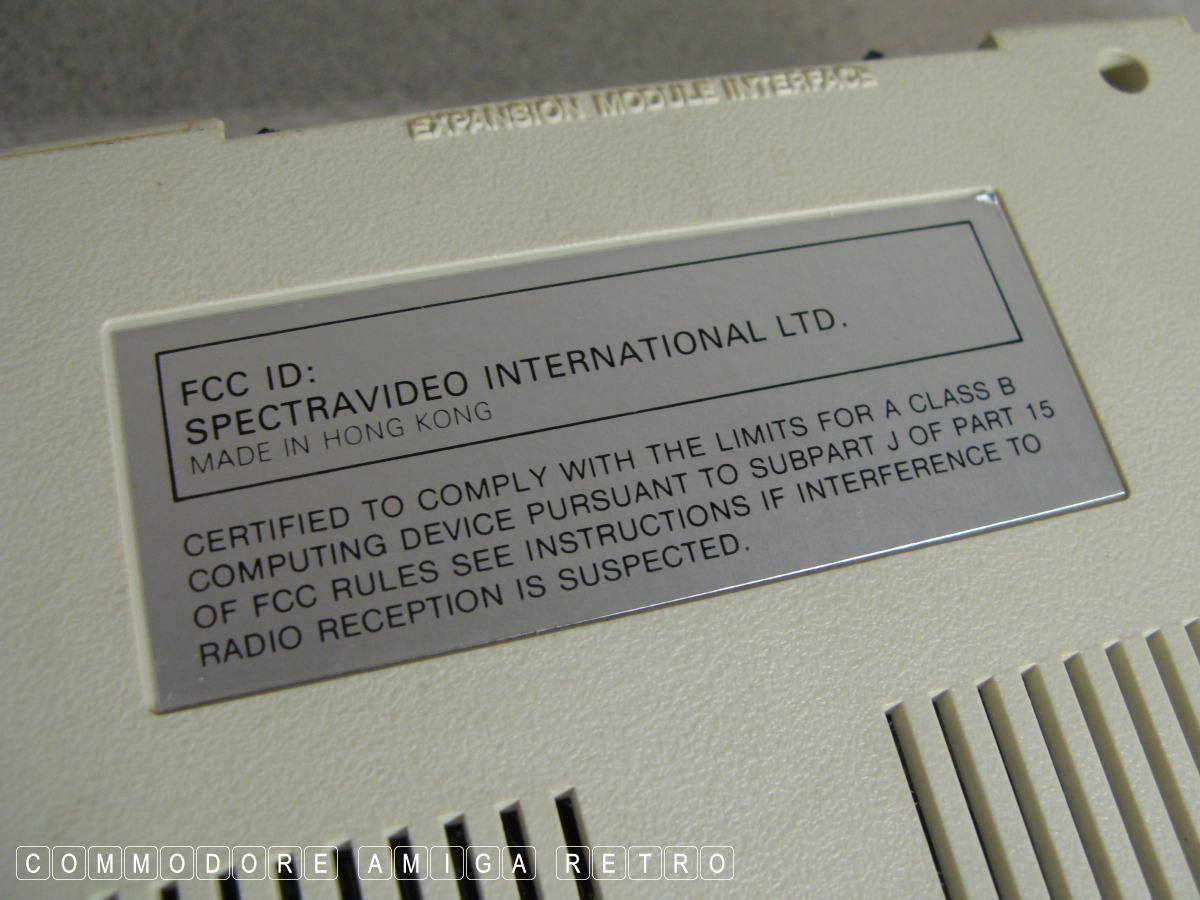 EXPANSION MODULE INTERFACE
FCC ID:
SPECTRAVIDEO INTERNATIONAL LTD.
MADE IN HONG KONG
CERTIFIED TO COMPLY WITH THE LIMITS FOR A CLASS B
COMPUTING DEVICE PURSUANT TO SUBPART J OF PART 15
OF FCC RULES SEE INSTRUCTIONS IF INTERFERENCE TO
RADIO RECEPTION IS SUSPECTED.
COMMODORE AMIGA RETRO